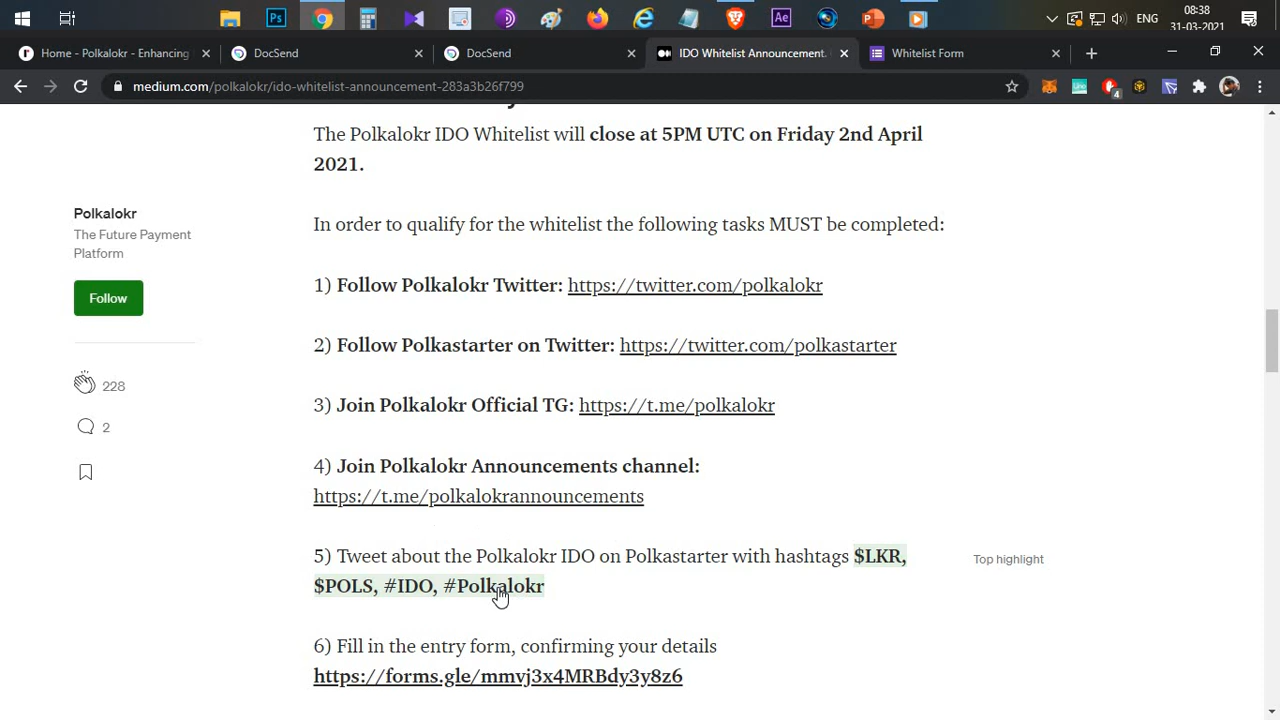 08:38
ENG
31-03-2021
Home - Polkalokr - Enhancing
DocSend
DocSend
IDO Whitelist Announcement.
Whitelist Form
medium.com/polkalokr/ido-whitelist-announcement-283a3b26f799
4
The Polkalokr IDO Whitelist will close at 5PM UTC on Friday 2nd April
2021.
Polkalokr
The Future Payment
Platform
Follow
228
2
In order to qualify for the whitelist the following tasks MUST be completed:
1) Follow Polkalokr Twitter: https://twitter.com/polkalokr
2) Follow Polkastarter on Twitter: https://twitter.com/polkastarter
3) Join Polkalokr Official TG: https://t.me/polkalokr
4) Join Polkalokr Announcements channel:
https://t.me/polkalokrannouncements
5) Tweet about the Polkalokr IDO on Polkastarter with hashtags $LKR,
$POLS, #IDO, #Polkalokr
Top highlight
6) Fill in the entry form, confirming your details
https://forms.gle/mmvj3x4MRBdy3y8z6